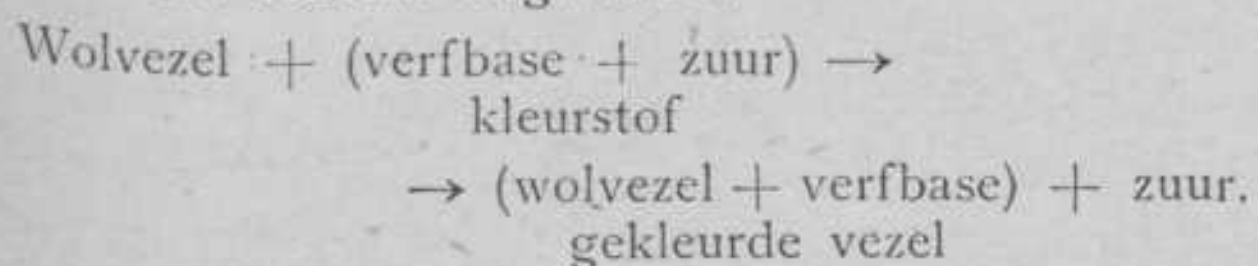 Wolvezel + (verfbase + zuur) →
kleurstof
→ (wolvezel + verfbase) + zuur.
gekleurde vezel